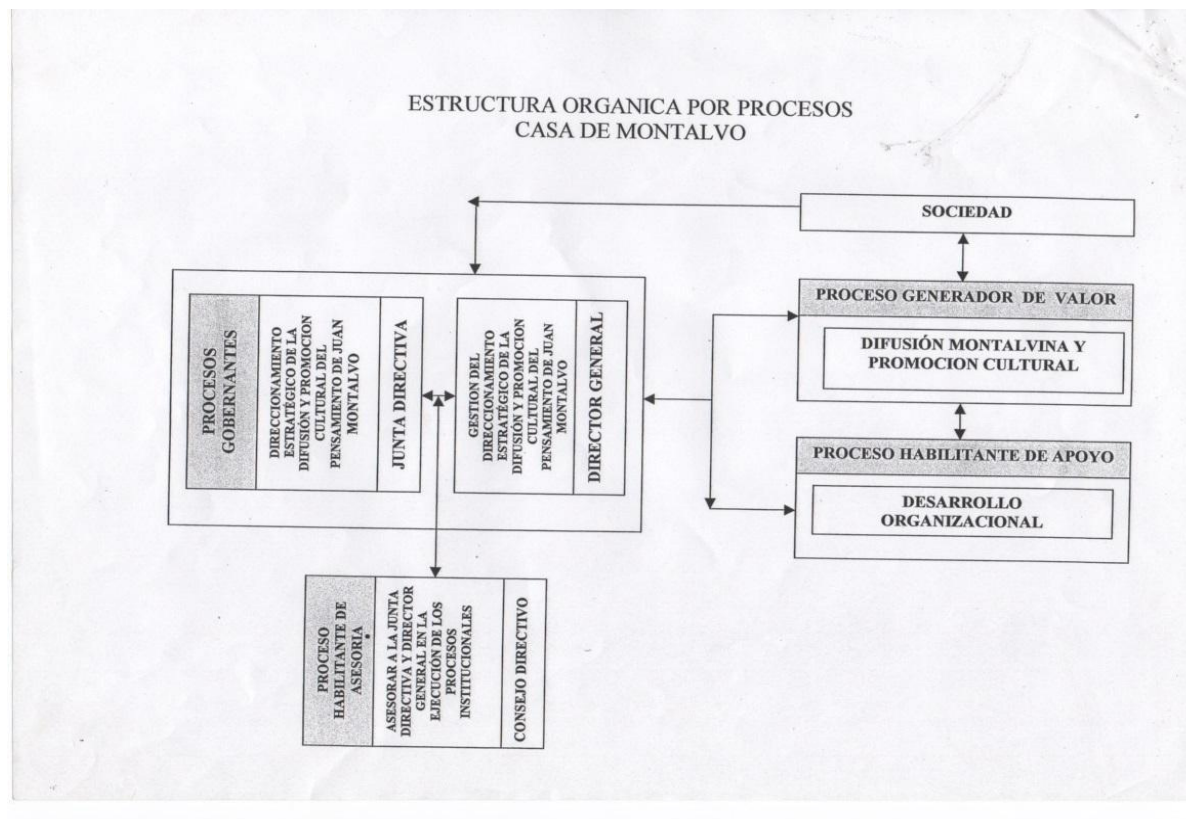 ESTRUCTURA ORGANICA POR PROCESOS
CASA DE MONTALVO
SOCIEDAD
PROCESO GENERADOR DE VALOR
DIFUSIÓN MONTALVINA Y
PROMOCION CULTURAL
PROCESO HABILITANTE DE APOYO
DESARROLLO
ORGANIZACIONAL
PROCESOS
GOBERNANTES
DIRECCIONAMIENTO
ESTRATÉGICO DE LA
DIFUSIÓN Y PROMOCION
CULTURAL DEL
PENSAMIENTO DE JUAN
MONTALVO
JUNTA DIRECTIVA
GESTION DEL
DIRECCIONAMIENTO
ESTRATÉGICO DE LA
DIFUSIÓN Y PROMOCION
CULTURAL DEL
PENSAMIENTO DE JUAN
MONTALVO
DIRECTOR GENERAL
PROCESO
HABILITANTE DE
ASESORIA
ASESORAR A LA JUNTA
DIRECTIVA Y DIRECTOR
GENERAL EN LA
EJECUCIÓN DE LOS
PROCESOS
INSTITUCIONALES
CONSEJO DIRECTIVO